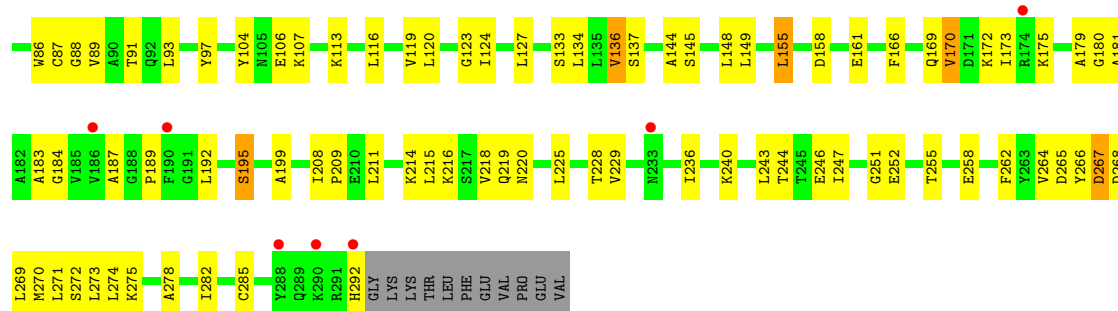 W86 C87 G88 V89 A90 T91 Q92 L93 Y97 Y104 N105 E106 K107 K113 L116 V119 L120 G123 I124 L127 S133 L134 L135 V136 S137 A144 S145 L148 L149 L155 D158 E161 F166 Q169 V170 D171 K172 I173 R174 K175 A179 G180 A181
A182 A183 G184 V185 V186 A187 G188 P189 F190 G191 L192 S195 A199 I208 P209 E210 L211 K214 L215 K216 S217 V218 Q219 N220 L225 T228 V229 N233 I236 K240 L243 T244 T245 E246 I247 G251 E252 T255 E258 F262 Y263 V264 D265 Y266 D267 D268
L269 M270 L271 S272 L273 L274 K275 A278 I282 C285 Y288 Q289 K290 R291 H292 GLY LYS LYS THR LEU PHE GLU VAL PRO GLU VAL